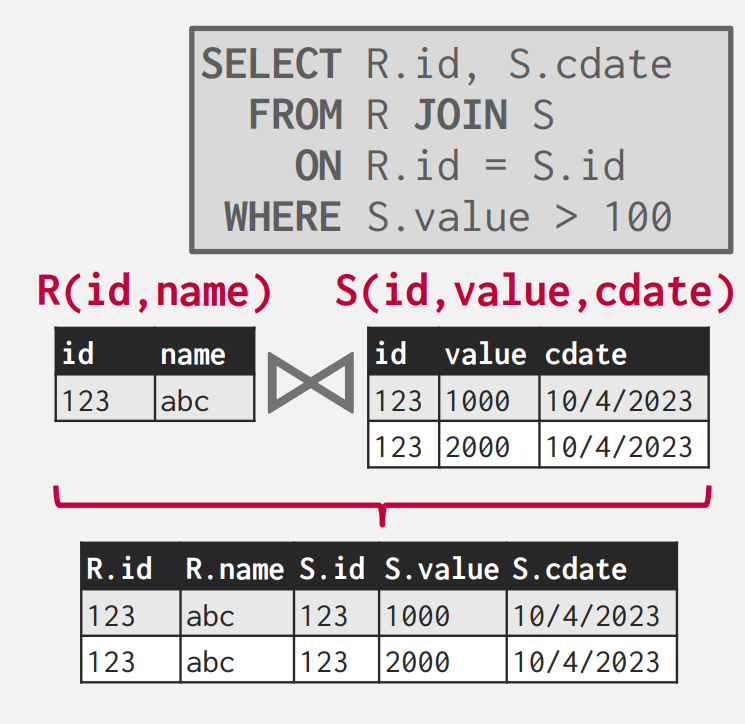 SELECT R.id, S.cdate
FROM R JOIN S
ON R.id = S.id
WHERE S.value > 100
R(id,name) S(id,value,cdate)
id name
123 abc
id value cdate
123 1000 10/4/2023
123 2000 10/4/2023
R.id R.name S.id S.value S.cdate
123 abc 123 1000 10/4/2023
123 abc 123 2000 10/4/2023